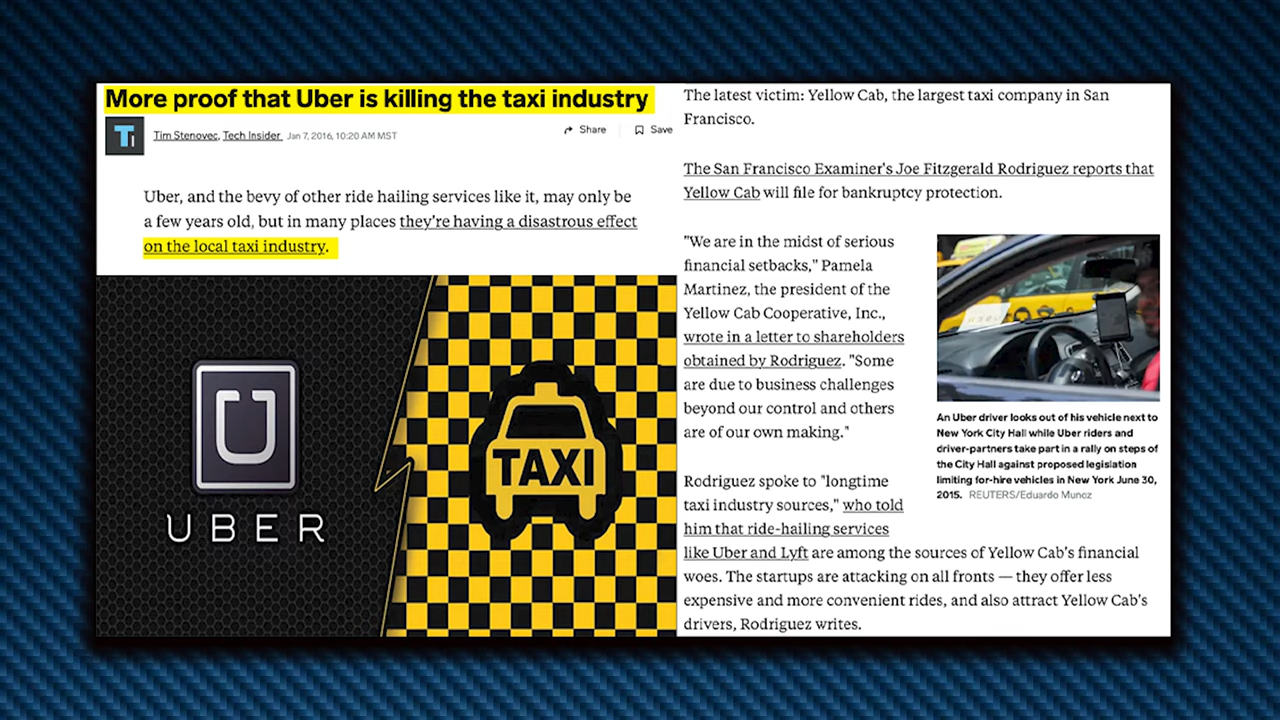 More proof that Uber is killing the taxi industry
Ti
Tim Stenovec, Tech Insider Jan 7, 2016, 10:20 AM MST
Share
Save
Uber, and the bevy of other ride hailing services like it, may only be
a few years old, but in many places they're having a disastrous effect
on the local taxi industry.
U
UBER
TAXI
The latest victim: Yellow Cab, the largest taxi company in San
Francisco.
The San Francisco Examiner's Joe Fitzgerald Rodriguez reports that
Yellow Cab will file for bankruptcy protection.
"We are in the midst of serious
financial setbacks," Pamela
Martinez, the president of the
Yellow Cab Cooperative, Inc.,
wrote in a letter to shareholders
obtained by Rodriguez. "Some
are due to business challenges
beyond our control and others
are of our own making."
An Uber driver looks out of his vehicle next to
New York City Hall while Uber riders and
driver-partners take part in a rally on steps of
the City Hall against proposed legislation
limiting for-hire vehicles in New York June 30,
2015. REUTERS/Eduardo Munoz
Rodriguez spoke to "longtime
taxi industry sources," who told
him that ride-hailing services
like Uber and Lyft are among the sources of Yellow Cab's financial
woes. The startups are attacking on all fronts — they offer less
expensive and more convenient rides, and also attract Yellow Cab's
drivers, Rodriguez writes.